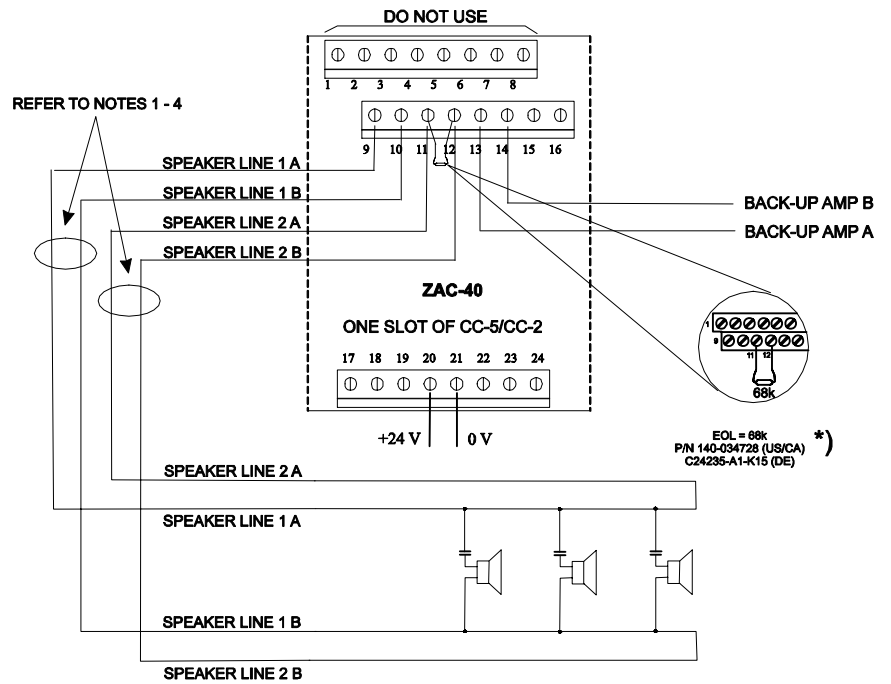 DO NOT USE
1 2 3 4 5 6 7 8
REFER TO NOTES 1 - 4
9 10 11 12 13 14 15 16
SPEAKER LINE 1 A
SPEAKER LINE 1 B
SPEAKER LINE 2 A
SPEAKER LINE 2 B
BACK-UP AMP B
BACK-UP AMP A
ZAC-40
ONE SLOT OF CC-5/CC-2
17 18 19 20 21 22 23 24
+24 V 0 V
1
9
11 12
68k
EOL = 68k
P/N 140-034728 (US/CA)
C24235-A1-K15 (DE)
*)
SPEAKER LINE 2 A
SPEAKER LINE 1 A
SPEAKER LINE 1 B
SPEAKER LINE 2 B